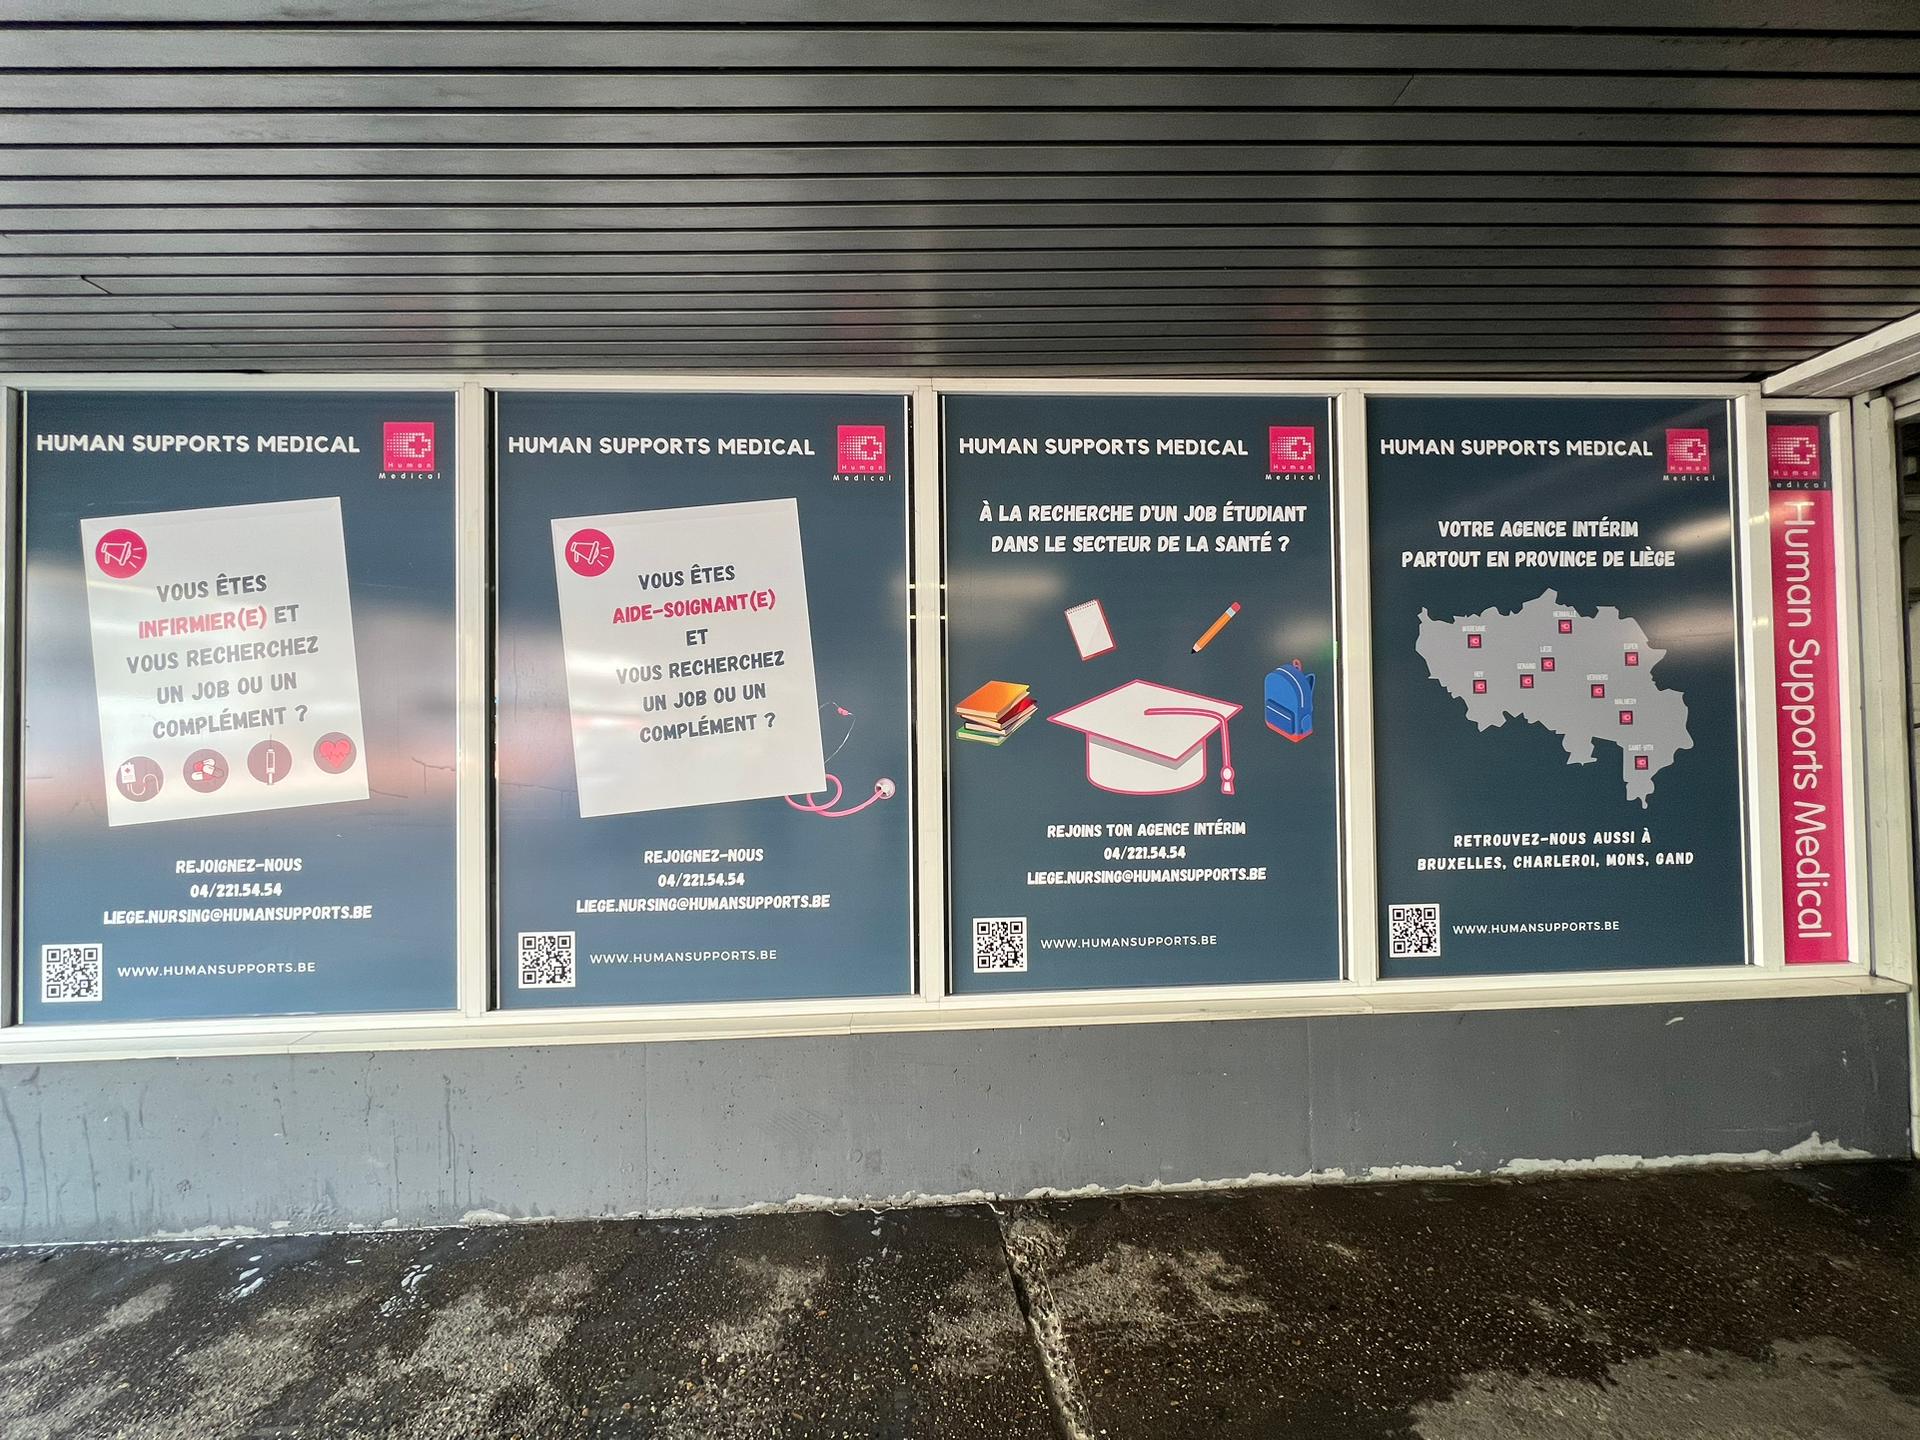 HUMAN SUPPORTS MEDICAL
Human
Medical
VOUS ÊTES
INFIRMIER(E) ET
VOUS RECHERCHEZ
UN JOB OU UN
COMPLÉMENT ?
REJOIGNEZ-NOUS
04/221.54.54
LIEGE.NURSING@HUMANSUPPORTS.BE
WWW.HUMANSUPPORTS.BE
HUMAN SUPPORTS MEDICAL
Human
Medical
VOUS ÊTES
AIDE-SOIGNANT(E)
ET
VOUS RECHERCHEZ
UN JOB OU UN
COMPLÉMENT ?
REJOIGNEZ-NOUS
04/221.54.54
LIEGE.NURSING@HUMANSUPPORTS.BE
WWW.HUMANSUPPORTS.BE
HUMAN SUPPORTS MEDICAL
Human
Medical
À LA RECHERCHE D'UN JOB ÉTUDIANT
DANS LE SECTEUR DE LA SANTÉ ?
REJOINS TON AGENCE INTÉRIM
04/221.54.54
LIEGE.NURSING@HUMANSUPPORTS.BE
WWW.HUMANSUPPORTS.BE
HUMAN SUPPORTS MEDICAL
Human
Medical
VOTRE AGENCE INTÉRIM
PARTOUT EN PROVINCE DE LIÈGE
HERMALLE
WAREMME
LIEGE
EUPEN
SERAING
HUY
VERVIERS
MALMEDY
SAINT-VITH
RETROUVEZ-NOUS AUSSI À
BRUXELLES, CHARLEROI, MONS, GAND
WWW.HUMANSUPPORTS.BE
Human
Medical
Human Supports Medical